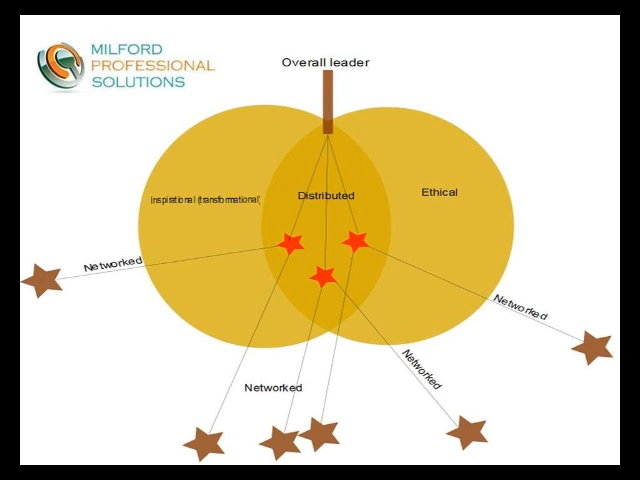 MILFORD
PROFESSIONAL
SOLUTIONS
Overall leader
Inspirational (transformational)
Distributed
Ethical
Networked
Networked
Networked
Networked